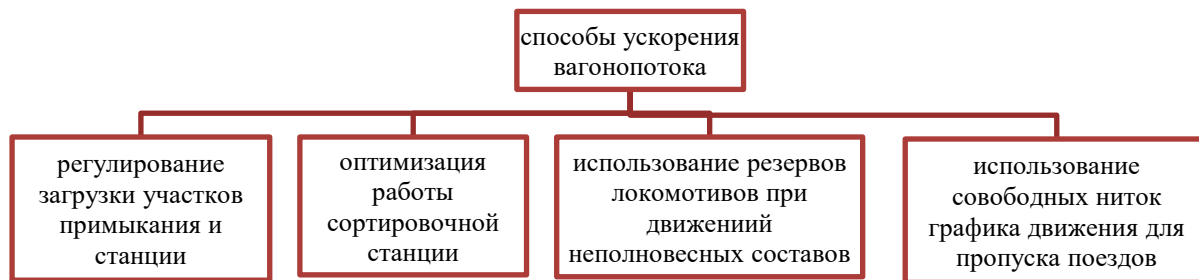 способы ускорения
вагонопотока
регулирование
загрузки участков
примыкания и
станции
оптимизация
работы
сортировочной
станции
использование резервов
локомотивов при
движениий
неполновесных составов
использование
совободных ниток
графика движения для
пропуска поездов